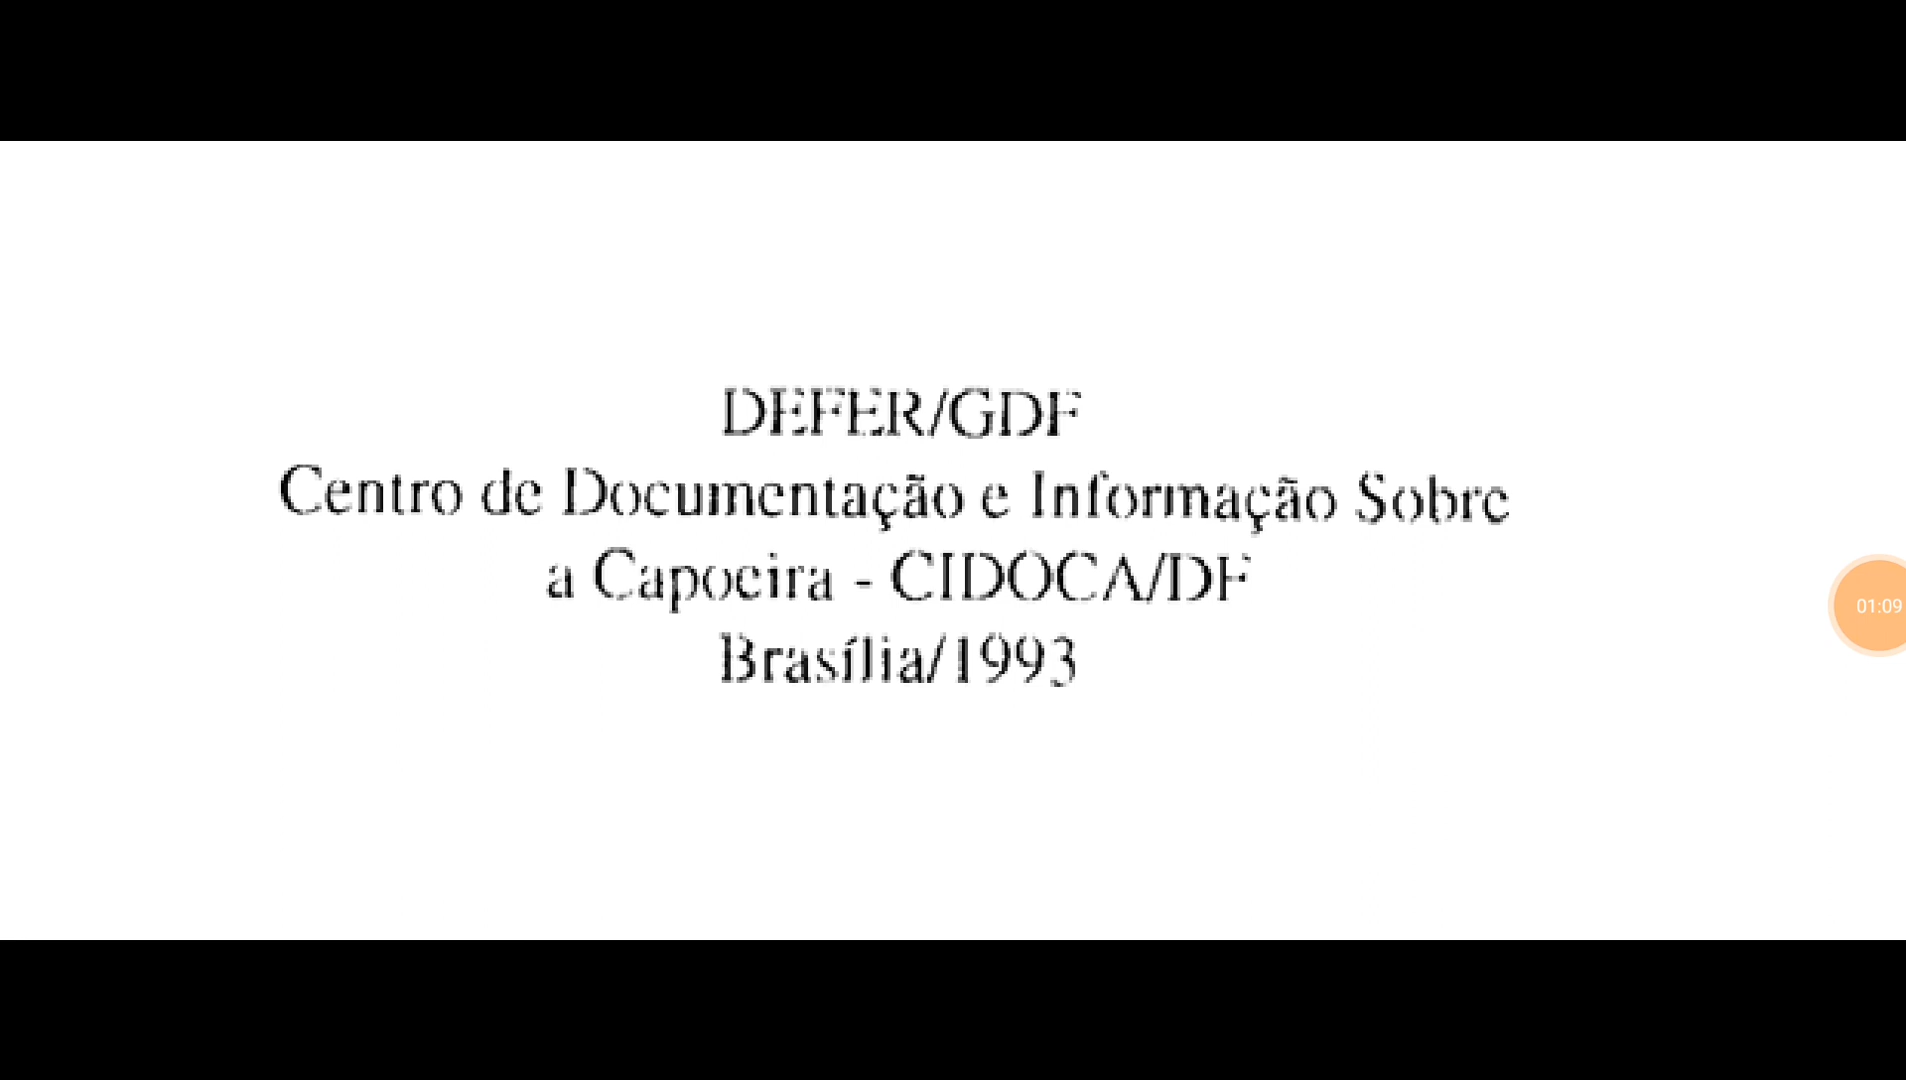 DEFER/GDF
Centro de Documentação e Informação Sobre
a Capoeira - CIDOCA/DF
Brasília/1993
01:09